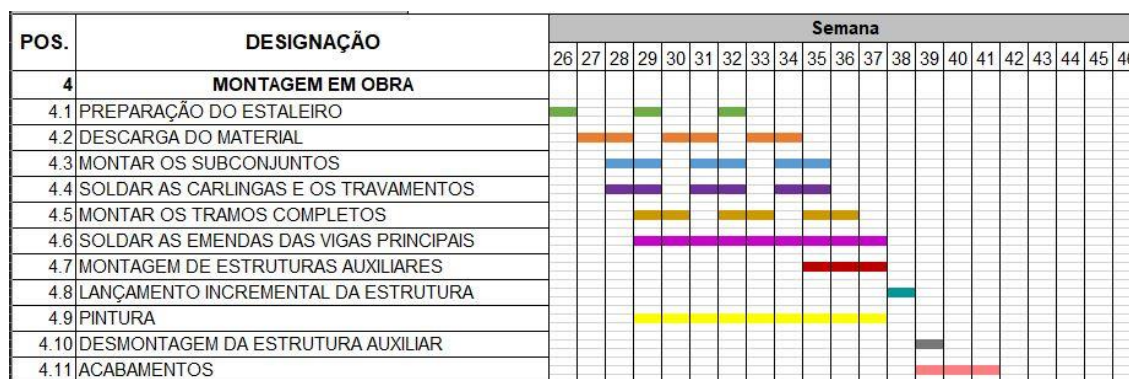 Semana
POS. DESIGNAÇÃO
26 27 28 29 30 31 32 33 34 35 36 37 38 39 40 41 42 43 44 45
4 MONTAGEM EM OBRA
4.1 PREPARAÇÃO DO ESTALEIRO
4.2 DESCARGA DO MATERIAL
4.3 MONTAR OS SUBCONJUNTOS
4.4 SOLDAR AS CARLINGAS E OS TRAVAMENTOS
4.5 MONTAR OS TRAMOS COMPLETOS
4.6 SOLDAR AS EMENDAS DAS VIGAS PRINCIPAIS
4.7 MONTAGEM DE ESTRUTURAS AUXILIARES
4.8 LANÇAMENTO INCREMENTAL DA ESTRUTURA
4.9 PINTURA
4.10 DESMONTAGEM DA ESTRUTURA AUXILIAR
4.11 ACABAMENTOS